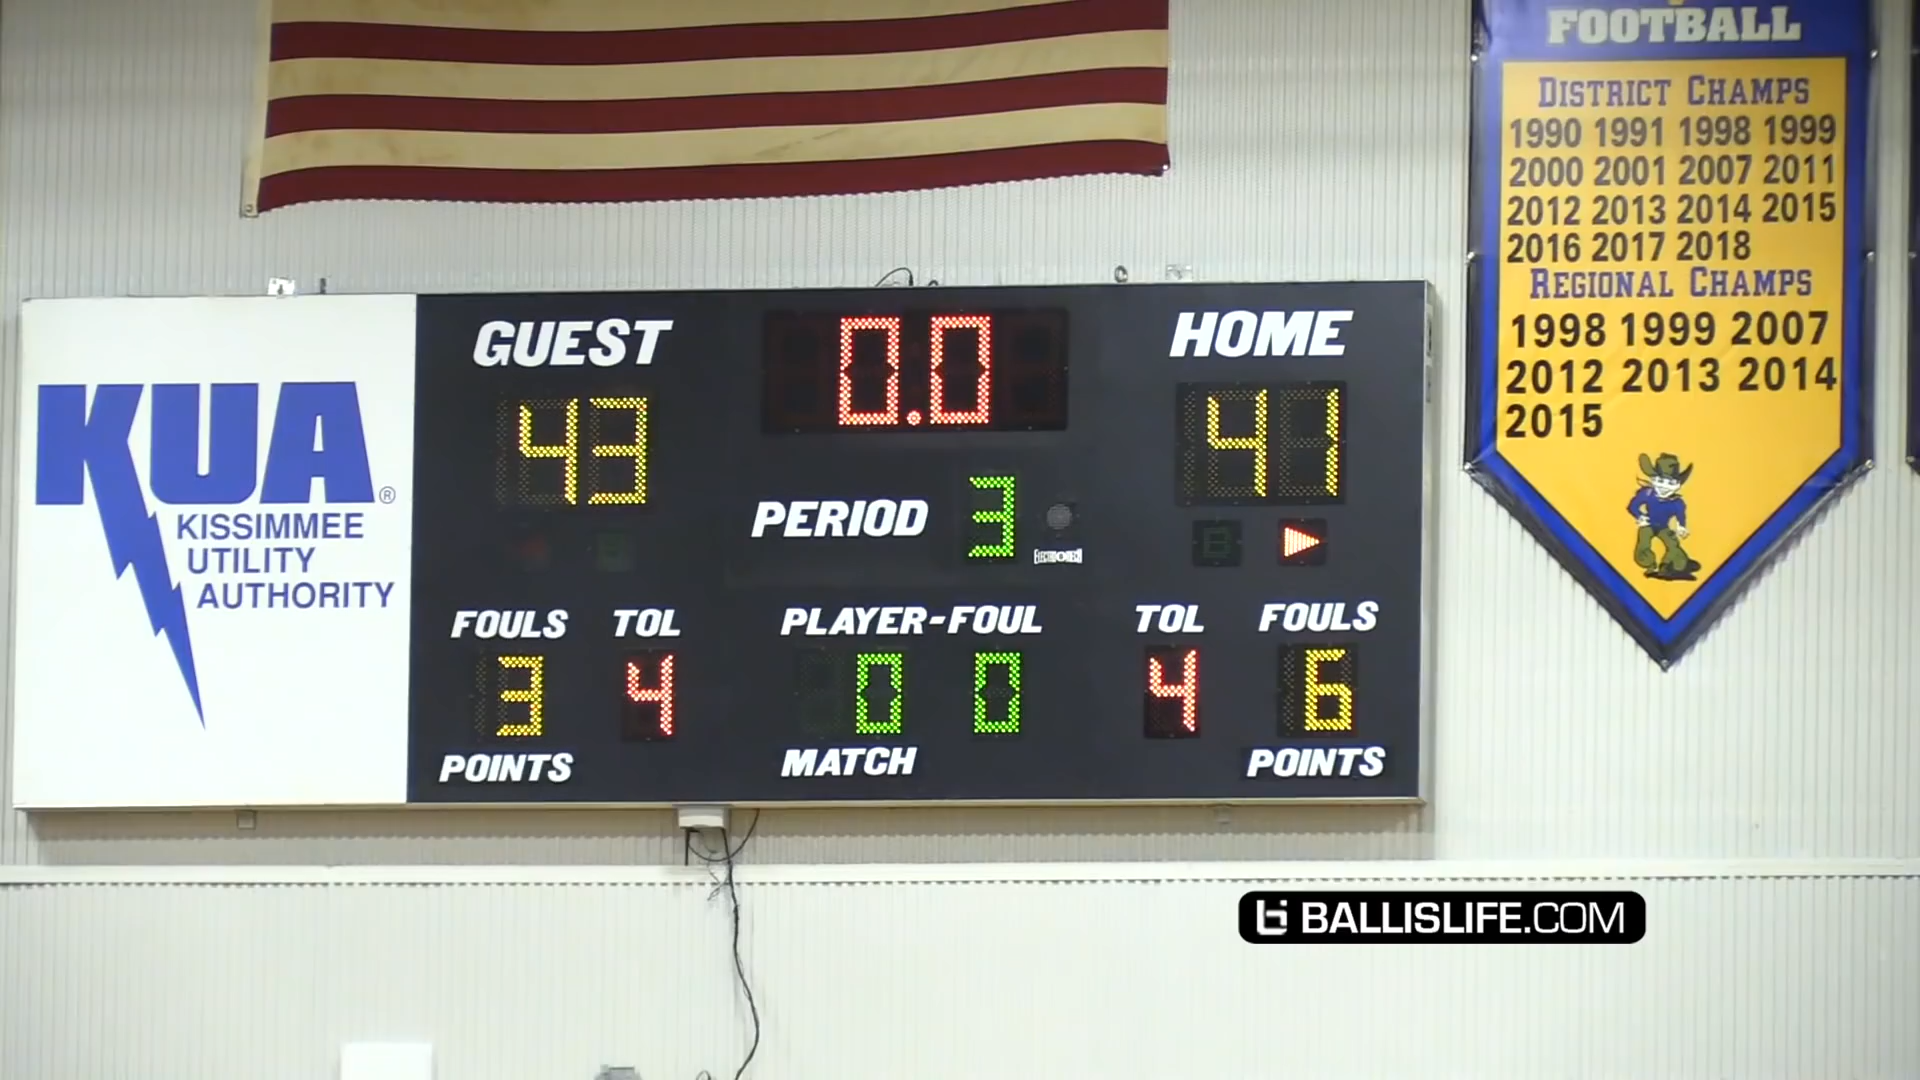 FOOTBALL
DISTRICT CHAMPS
1990 1991 1998 1999
2000 2001 2007 2011
2012 2013 2014 2015
2016 2017 2018
REGIONAL CHAMPS
1998 1999 2007
2012 2013 2014
2015
KUA®
KISSIMMEE
UTILITY
AUTHORITY
GUEST
43
0.0
HOME
41
PERIOD 3
ELECTRO-MECH
B
FOULS TOL PLAYER-FOUL TOL FOULS
3 4 0 0 4 6
POINTS MATCH POINTS
BALLISLIFE.COM